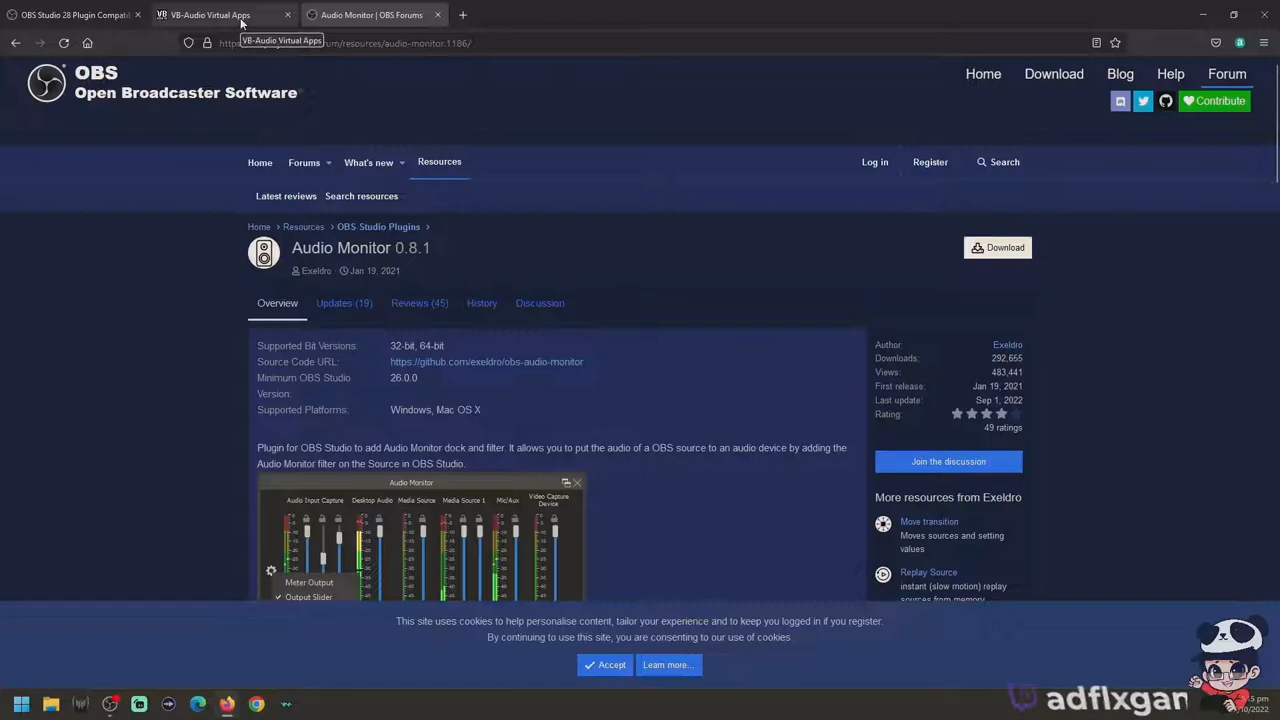 OBS Studio 28 Plugin Compati
VB-Audio Virtual Apps
Audio Monitor | OBS Forums
VB-Audio Virtual Apps
um/resources/audio-monitor.1186/
OBS
Open Broadcaster Software
Home
Download
Blog
Help
Forum
Contribute
Home
Forums
What's new
Resources
Log in
Register
Search
Latest reviews
Search resources
Home
Resources
OBS Studio Plugins
Audio Monitor 0.8.1
Exeldro
Jan 19, 2021
Download
Overview
Updates (19)
Reviews (45)
History
Discussion
Supported Bit Versions: 32-bit, 64-bit
Source Code URL: https://github.com/exeldro/obs-audio-monitor
Minimum OBS Studio 26.0.0
Version:
Supported Platforms: Windows, Mac OS X
Plugin for OBS Studio to add Audio Monitor dock and filter. It allows you to put the audio of a OBS source to an audio device by adding the
Audio Monitor filter on the Source in OBS Studio.
Audio Monitor
Audio Input Capture
Desktop Audio
Media Source
Media Source 1
Mic/Aux
Video Capture
Device
Meter Output
Output Slider
Author: Exeldro
Downloads: 292,655
Views: 483,441
First release: Jan 19, 2021
Last update: Sep 1, 2022
Rating:
49 ratings
Join the discussion
More resources from Exeldro
Move transition
Moves sources and setting
values
Replay Source
instant (slow motion) replay
sources from memory
This site uses cookies to help personalise content, tailor your experience and to keep you logged in if you register.
By continuing to use this site, you are consenting to our use of cookies.
Accept
Learn more...
adflxgam
pm
/10/2022